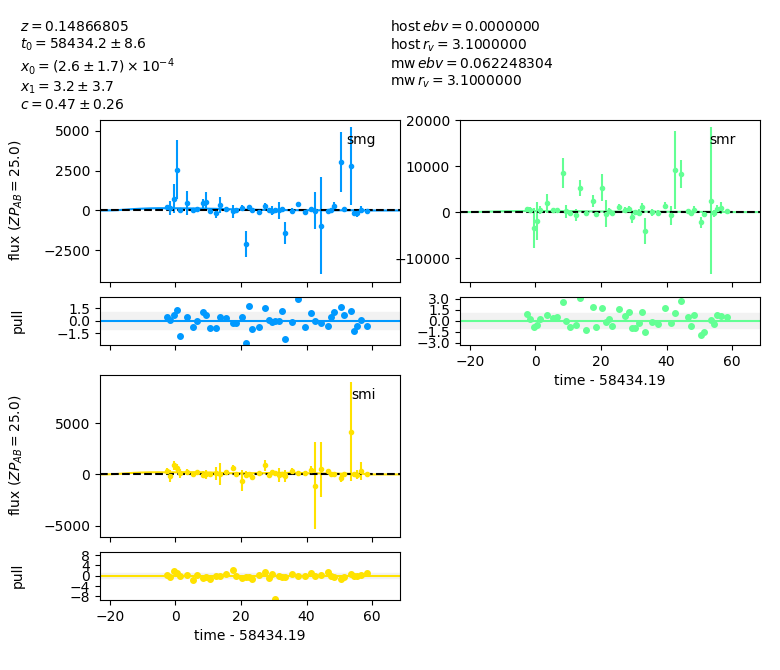 z = 0.14866805
t₀ = 58434.2 ± 8.6
x₀ = (2.6 ± 1.7) × 10⁻⁴
x₁ = 3.2 ± 3.7
c = 0.47 ± 0.26
host ebv = 0.0000000
host r_v = 3.1000000
mw ebv = 0.062248304
mw r_v = 3.1000000
smg
5000
2500
0
−2500
flux (ZP_AB = 25.0)
smr
20000
10000
0
−10000
1.5
0.0
−1.5
pull
3.0
1.5
0.0
−1.5
−3.0
−20 0 20 40 60
time - 58434.19
smi
5000
0
−5000
flux (ZP_AB = 25.0)
8
4
0
−4
−8
pull
−20 0 20 40 60
time - 58434.19